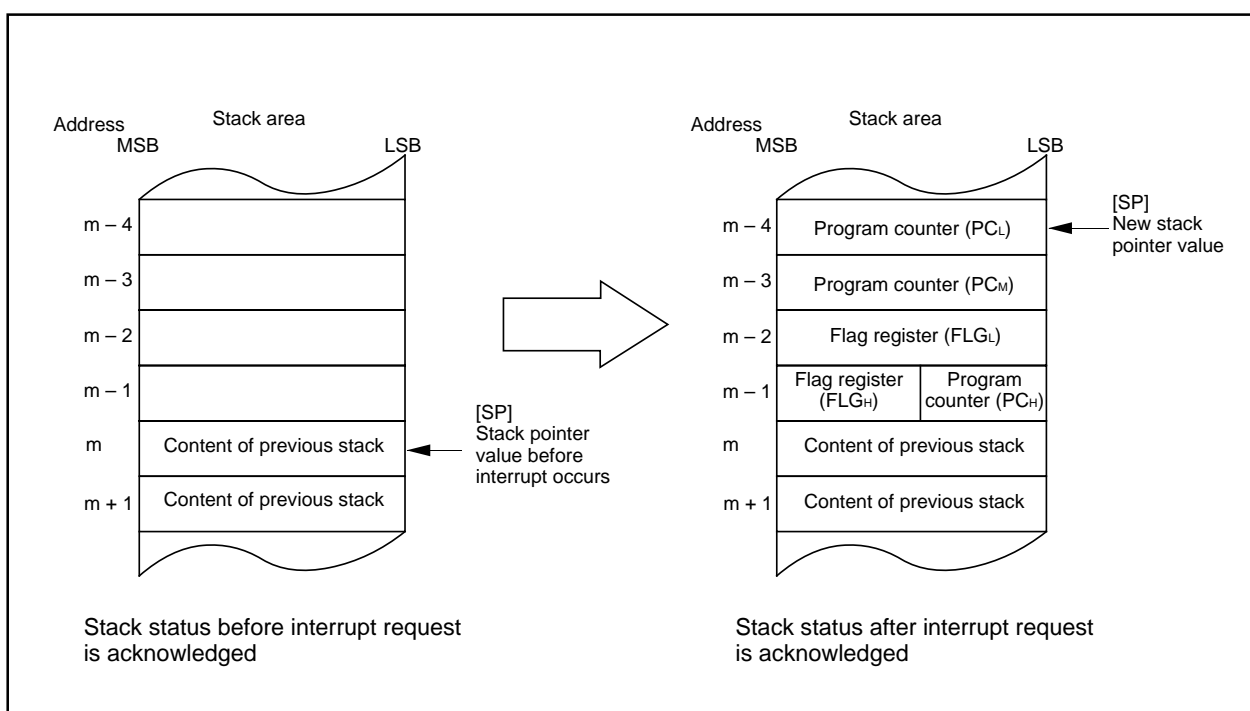 Address
MSB
Stack area
LSB
m – 4
m – 3
m – 2
m – 1
m
Content of previous stack
m + 1
Content of previous stack
[SP]
Stack pointer
value before
interrupt occurs
Stack status before interrupt request
is acknowledged
Address
MSB
Stack area
LSB
m – 4
Program counter (PCL)
m – 3
Program counter (PCM)
m – 2
Flag register (FLGL)
m – 1
Flag register
(FLGH)
Program
counter (PCH)
m
Content of previous stack
m + 1
Content of previous stack
[SP]
New stack
pointer value
Stack status after interrupt request
is acknowledged